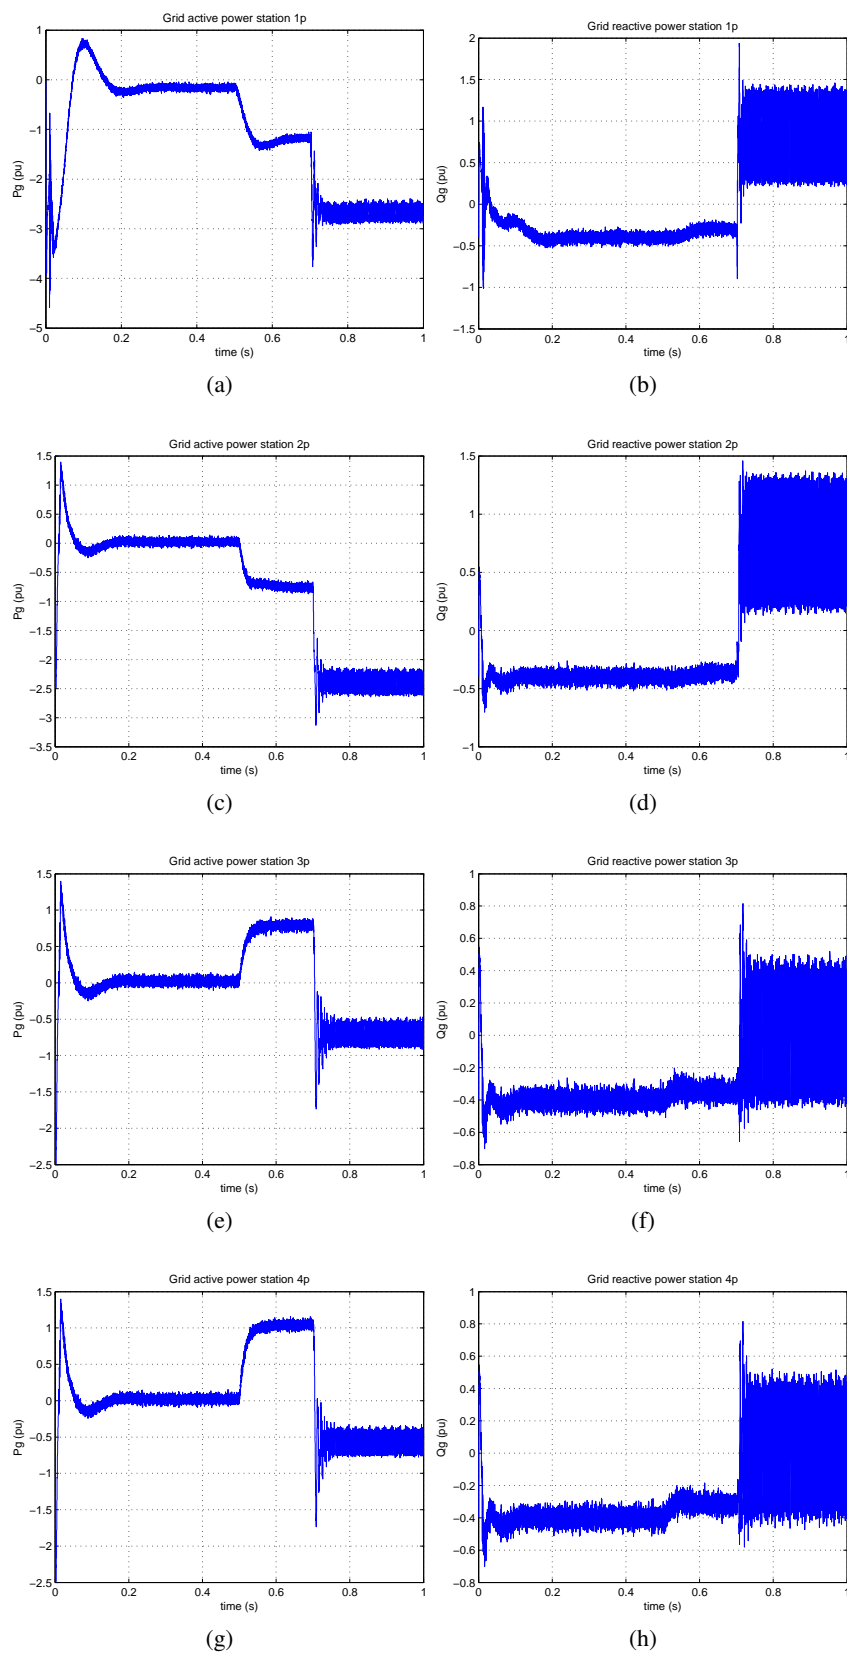 Grid active power station 1p
1
0
−1
−2
−3
−4
−5
Pg (pu)
0 0.2 0.4 0.6 0.8 1
time (s)
(a)
Grid reactive power station 1p
2
1.5
1
0.5
0
−0.5
−1
−1.5
Qg (pu)
0 0.2 0.4 0.6 0.8 1
time (s)
(b)
Grid active power station 2p
1.5
1
0.5
0
−0.5
−1
−1.5
−2
−2.5
−3
−3.5
Pg (pu)
0 0.2 0.4 0.6 0.8 1
time (s)
(c)
Grid reactive power station 2p
1.5
1
0.5
0
−0.5
−1
Qg (pu)
0 0.2 0.4 0.6 0.8 1
time (s)
(d)
Grid active power station 3p
1.5
1
0.5
0
−0.5
−1
−1.5
−2
−2.5
Pg (pu)
0 0.2 0.4 0.6 0.8 1
time (s)
(e)
Grid reactive power station 3p
1
0.8
0.6
0.4
0.2
0
−0.2
−0.4
−0.6
−0.8
Qg (pu)
0 0.2 0.4 0.6 0.8 1
time (s)
(f)
Grid active power station 4p
1.5
1
0.5
0
−0.5
−1
−1.5
−2
−2.5
Pg (pu)
0 0.2 0.4 0.6 0.8 1
time (s)
(g)
Grid reactive power station 4p
1
0.8
0.6
0.4
0.2
0
−0.2
−0.4
−0.6
−0.8
Qg (pu)
0 0.2 0.4 0.6 0.8 1
time (s)
(h)